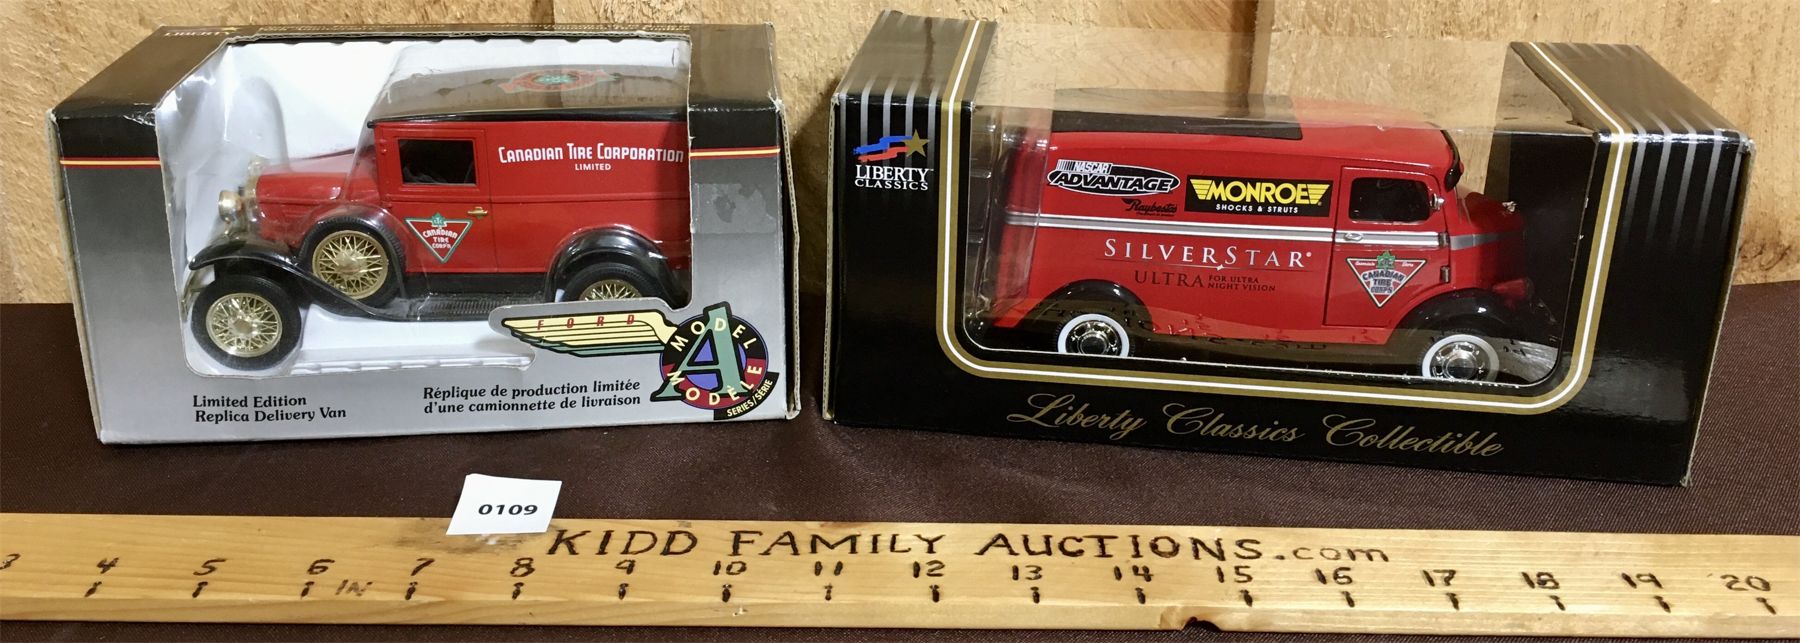 LIBERTY
CANADIAN TIRE CORPORATION
LIMITED
CANADIAN
TIRE
CORP'N
FORD
MODEL
A
MODÈLE
SERIES/SÉRIE
Limited Edition
Replica Delivery Van
Réplique de production limitée
d'une camionnette de livraison
LIBERTY
CLASSICS
NASCAR
ADVANTAGE
Raybestos
MONROE
SHOCKS & STRUTS
SILVERSTAR®
ULTRA FOR ULTRA
NIGHT VISION
CANADIAN
TIRE
CORP'N
Liberty Classics Collectible
0109
KIDD FAMILY AUCTIONS.com
3 4 5 6 IN 7 8 9 10 11 12 13 14 15 16 17 18 19 20